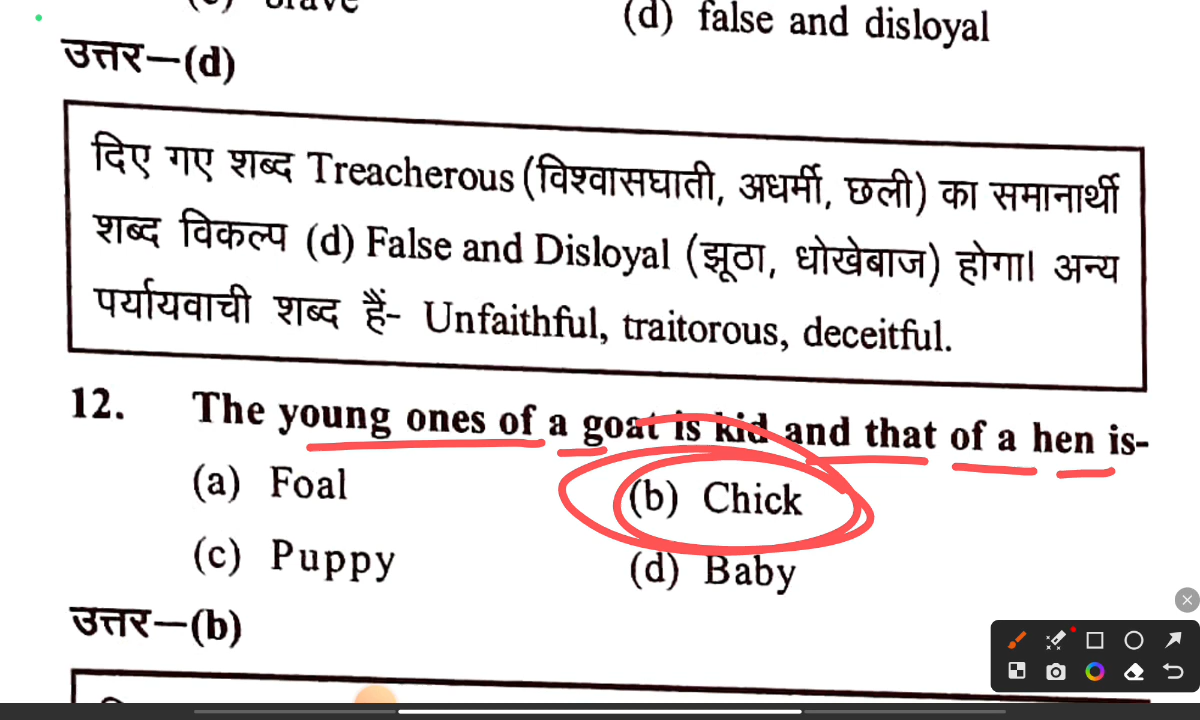 (d) false and disloyal
उत्तर–(d)
दिए गए शब्द Treacherous (विश्वासघाती, अधर्मी, छली) का समानार्थी
शब्द विकल्प (d) False and Disloyal (झूठा, धोखेबाज) होगा। अन्य
पर्यायवाची शब्द हैं- Unfaithful, traitorous, deceitful.
12. The young ones of a goat is kid and that of a hen is-
(a) Foal (b) Chick
(c) Puppy (d) Baby
उत्तर–(b)